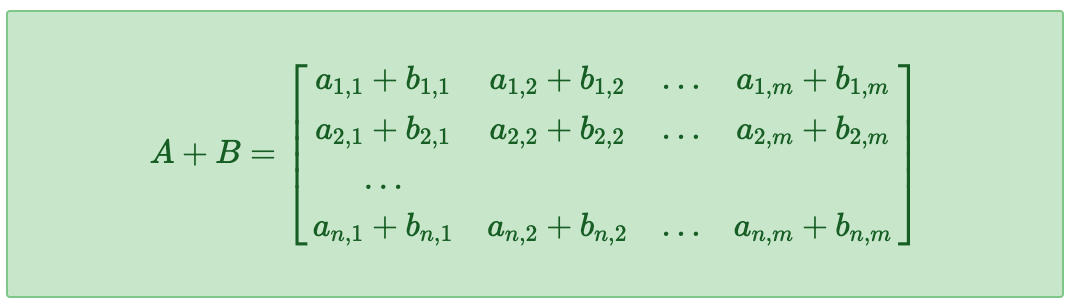 A + B = [ a_{1,1} + b_{1,1} a_{1,2} + b_{1,2} … a_{1,m} + b_{1,m}
a_{2,1} + b_{2,1} a_{2,2} + b_{2,2} … a_{2,m} + b_{2,m}
…
a_{n,1} + b_{n,1} a_{n,2} + b_{n,2} … a_{n,m} + b_{n,m} ]